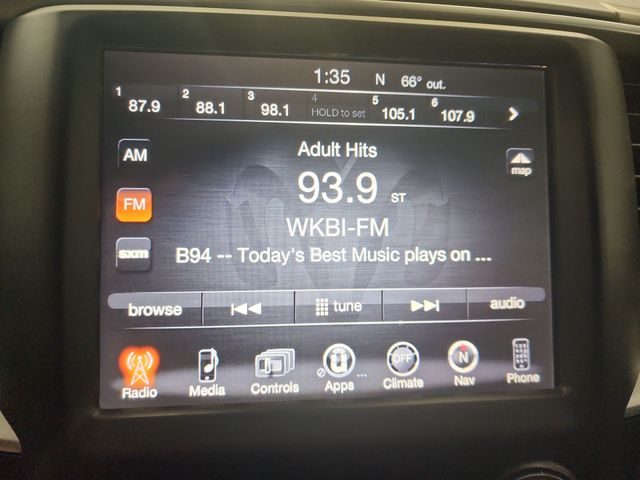 1:35 N 66° out.
1 87.9 2 88.1 3 98.1 4 HOLD to set 5 105.1 6 107.9
AM
Adult Hits
map
FM
93.9 ST
WKBI-FM
sxm
B94 -- Today's Best Music plays on ...
browse tune audio
OFF N
Radio Media Controls Apps ... Climate Nav Phone